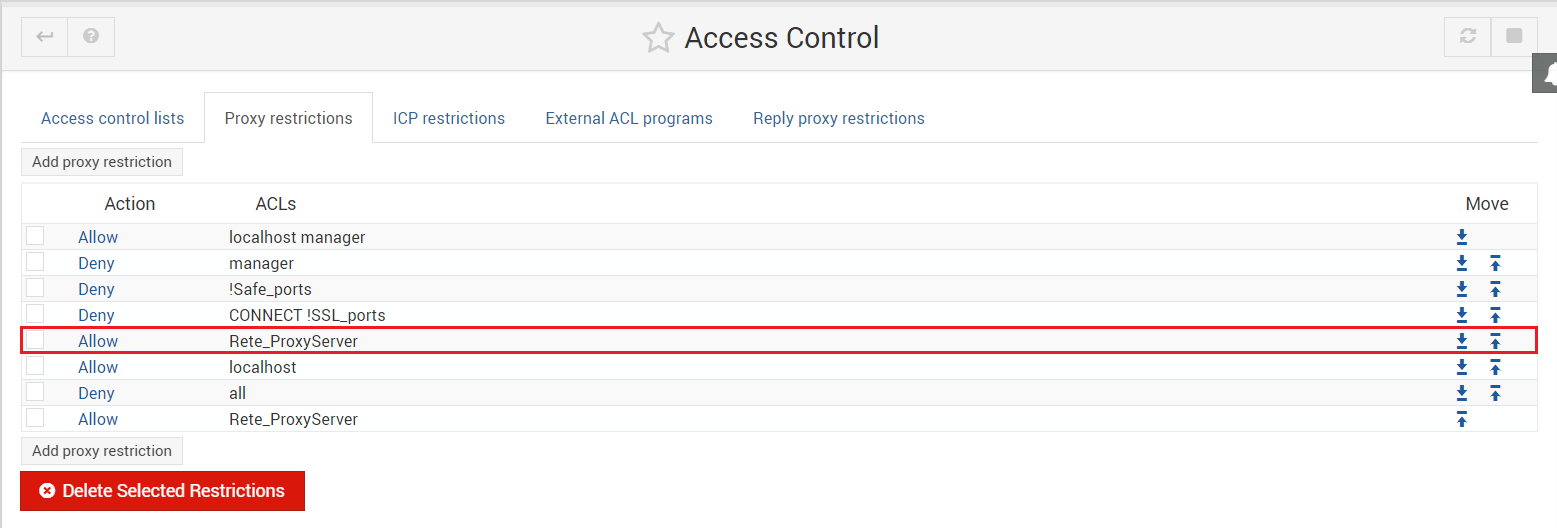 Access Control
Access control lists Proxy restrictions ICP restrictions External ACL programs Reply proxy restrictions
Add proxy restriction
Action ACLs Move
Allow localhost manager
Deny manager
Deny !Safe_ports
Deny CONNECT !SSL_ports
Allow Rete_ProxyServer
Allow localhost
Deny all
Allow Rete_ProxyServer
Add proxy restriction
Delete Selected Restrictions